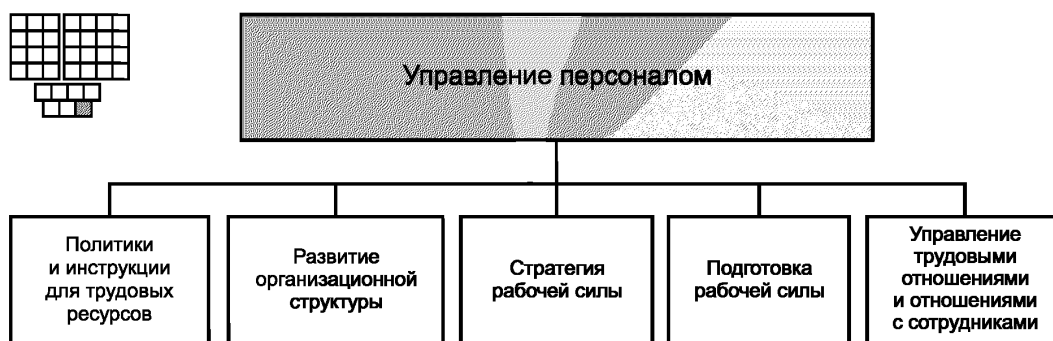 Управление персоналом
Политики
и инструкции
для трудовых
ресурсов
Развитие
организационной
структуры
Стратегия
рабочей силы
Подготовка
рабочей силы
Управление
трудовыми
отношениями
и отношениями
с сотрудниками